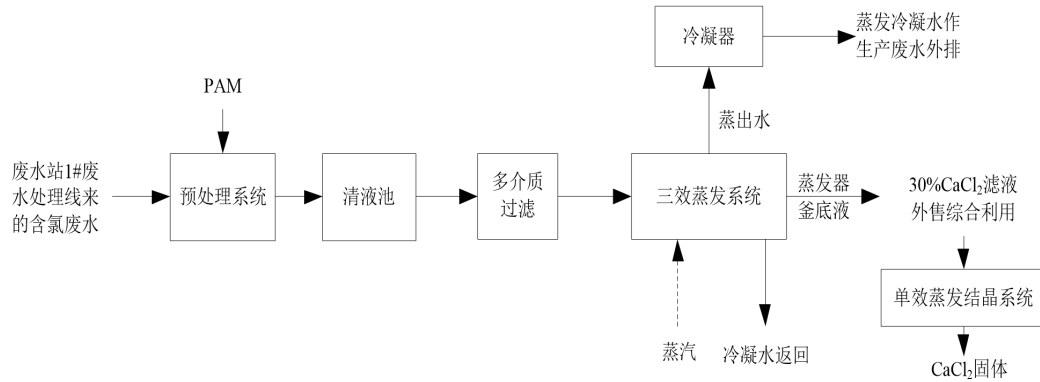 冷凝器
蒸发冷凝水作
生产废水外排
PAM
蒸出水
废水站1#废
水处理线来
的含氯废水
预处理系统
清液池
多介质
过滤
三效蒸发系统
蒸发器
釜底液
30%CaCl₂滤液
外售综合利用
单效蒸发结晶系统
蒸汽
冷凝水返回
CaCl₂固体